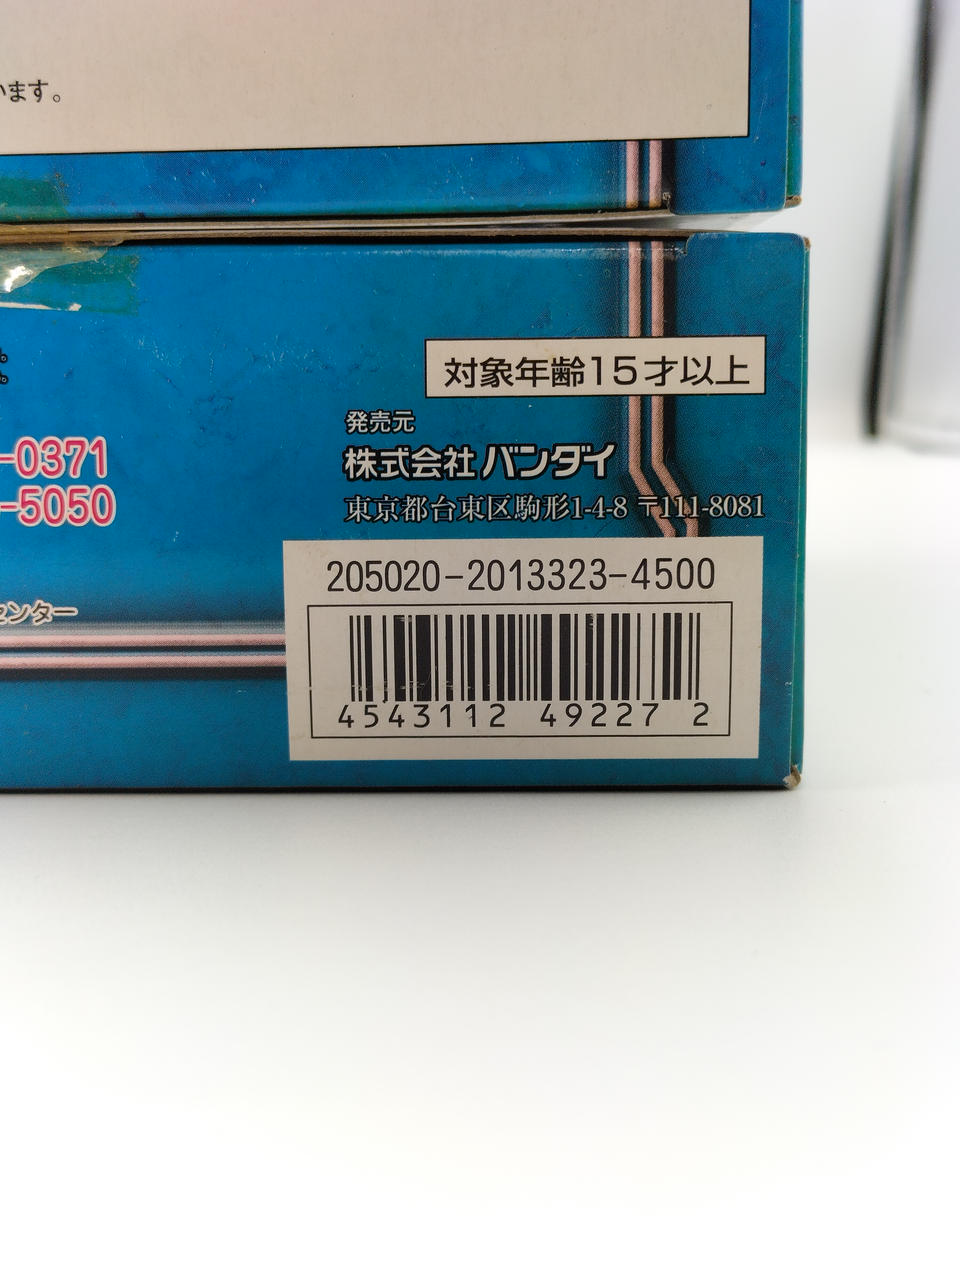 います。
対象年齢15才以上
発売元
株式会社バンダイ
東京都台東区駒形1-4-8 〒111-8081
-0371
-5050
センター
205020-2013323-4500
4543112 49227 2